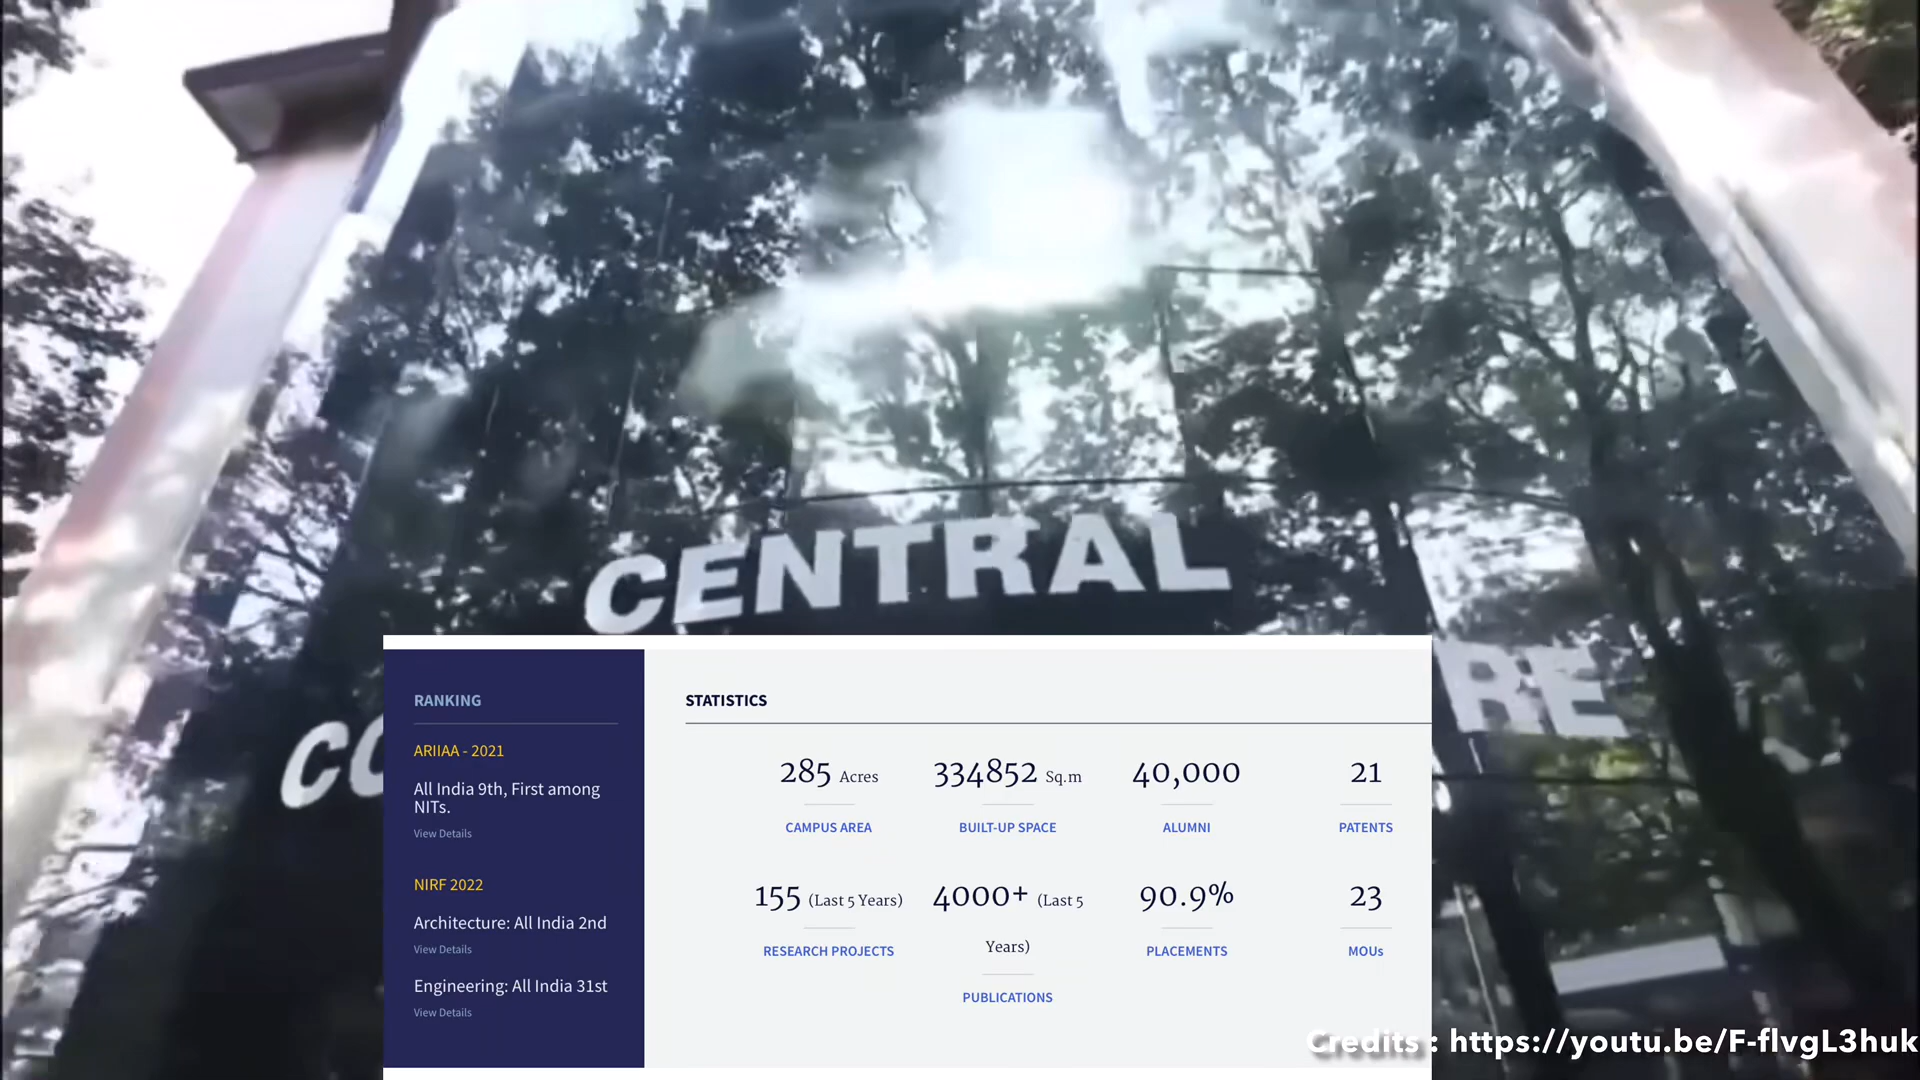 CENTRAL
CO
RE
RANKING
ARIIAA - 2021
All India 9th, First among
NITs.
View Details
NIRF 2022
Architecture: All India 2nd
View Details
Engineering: All India 31st
View Details
STATISTICS
285 Acres
CAMPUS AREA
334852 Sq.m
BUILT-UP SPACE
40,000
ALUMNI
21
PATENTS
155 (Last 5 Years)
RESEARCH PROJECTS
4000+ (Last 5
Years)
PUBLICATIONS
90.9%
PLACEMENTS
23
MOUs
Credits : https://youtu.be/F-flvgL3huk